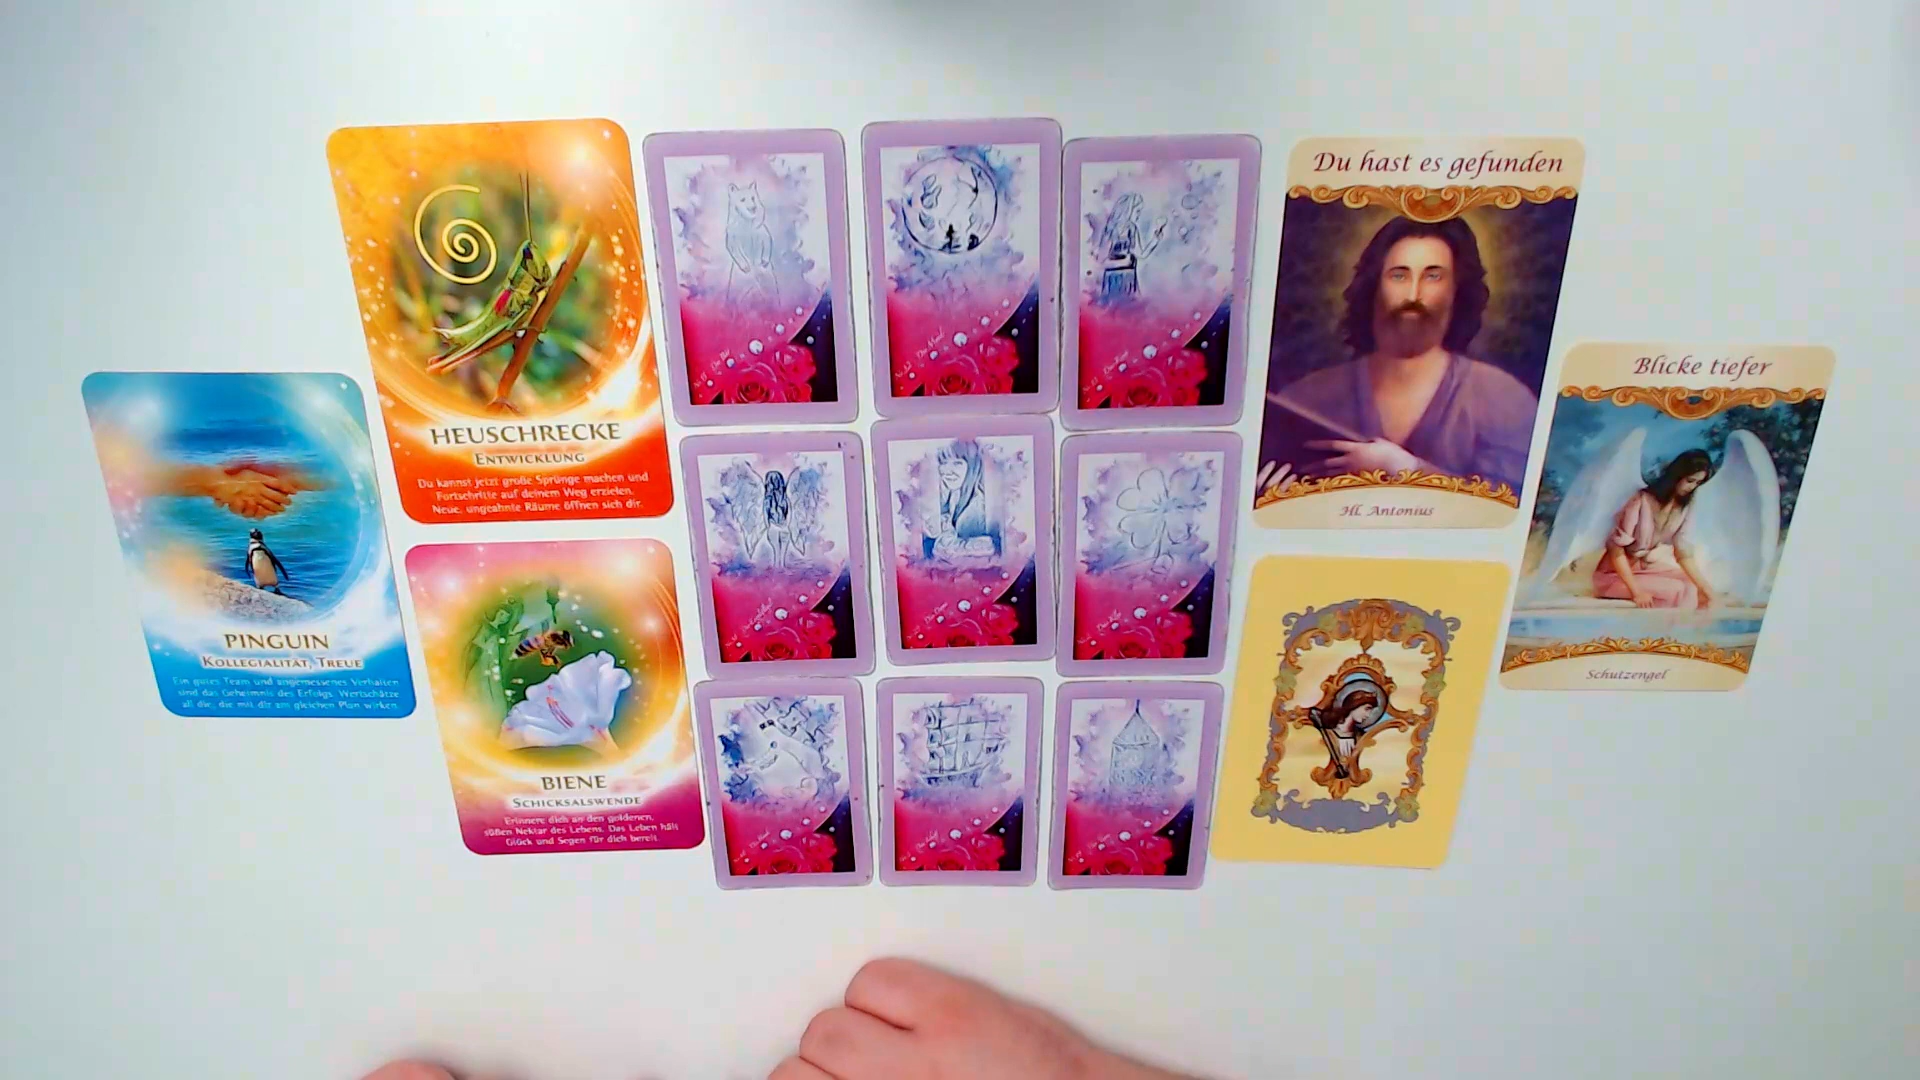 HEUSCHRECKE
ENTWICKLUNG
Du kannst jetzt große Sprünge machen und
Fortschritte auf deinem Weg erzielen.
Neue, ungeahnte Räume öffnen sich dir.
PINGUIN
KOLLEGIALITÄT, TREUE
Ein gutes Team und angemessenes Verhalten
sind das Geheimnis des Erfolgs. Wertschätze
all die, die mit dir am gleichen Plan wirken.
BIENE
SCHICKSALSWENDE
Erinnere dich an den goldenen,
süßen Nektar des Lebens. Das Leben hält
Glück und Segen für dich bereit.
Du hast es gefunden
Hl. Antonius
Blicke tiefer
Schutzengel